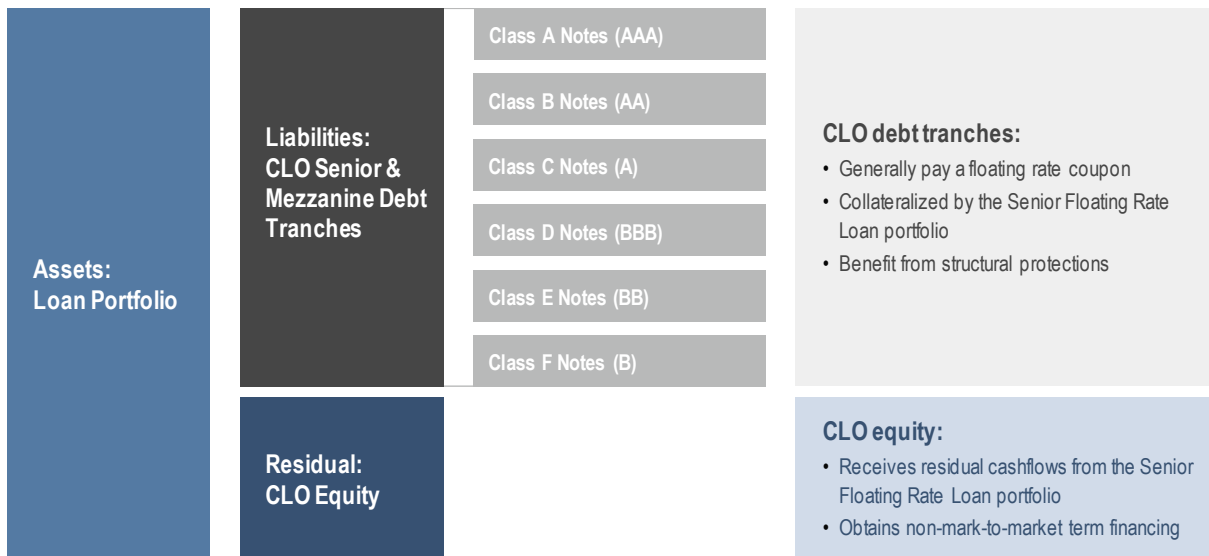 Assets:
Loan Portfolio
Liabilities:
CLO Senior &
Mezzanine Debt
Tranches
Class A Notes (AAA)
Class B Notes (AA)
Class C Notes (A)
Class D Notes (BBB)
Class E Notes (BB)
Class F Notes (B)
CLO debt tranches:
• Generally pay a floating rate coupon
• Collateralized by the Senior Floating Rate
Loan portfolio
• Benefit from structural protections
Residual:
CLO Equity
CLO equity:
• Receives residual cashflows from the Senior
Floating Rate Loan portfolio
• Obtains non-mark-to-market term financing